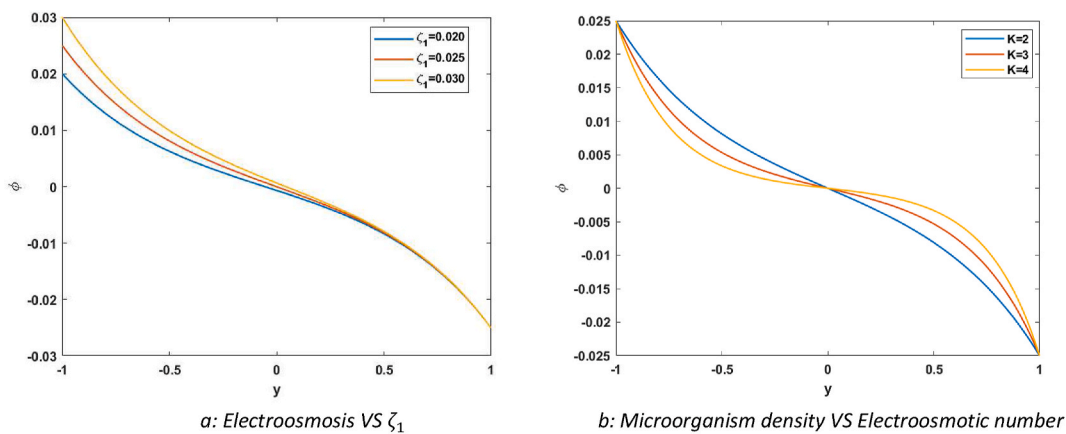 0.03
0.02
0.01
0
-0.01
-0.02
-0.03
-1
-0.5
0
0.5
1
ϕ
y
ζ₁=0.020
ζ₁=0.025
ζ₁=0.030
a: Electroosmosis VS ζ₁
0.025
0.02
0.015
0.01
0.005
0
-0.005
-0.01
-0.015
-0.02
-0.025
-1
-0.5
0
0.5
1
ϕ
y
K=2
K=3
K=4
b: Microorganism density VS Electroosmotic number